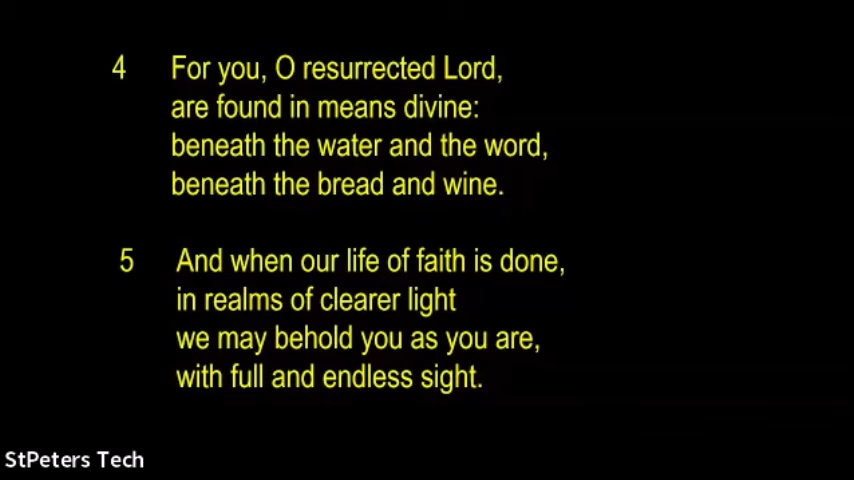 4 For you, O resurrected Lord,
are found in means divine:
beneath the water and the word,
beneath the bread and wine.
5 And when our life of faith is done,
in realms of clearer light
we may behold you as you are,
with full and endless sight.
StPeters Tech